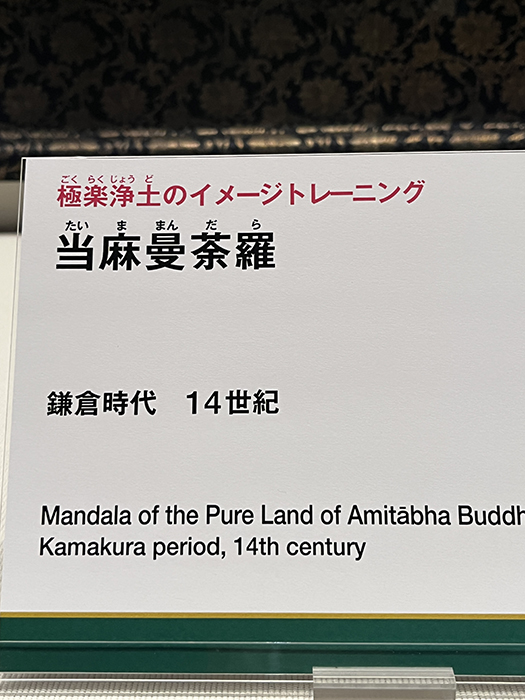 ごく らく じょう ど
極楽浄土のイメージトレーニング
たい ま まん だ ら
当麻曼荼羅
鎌倉時代　14世紀
Mandala of the Pure Land of Amitābha Buddh
Kamakura period, 14th century